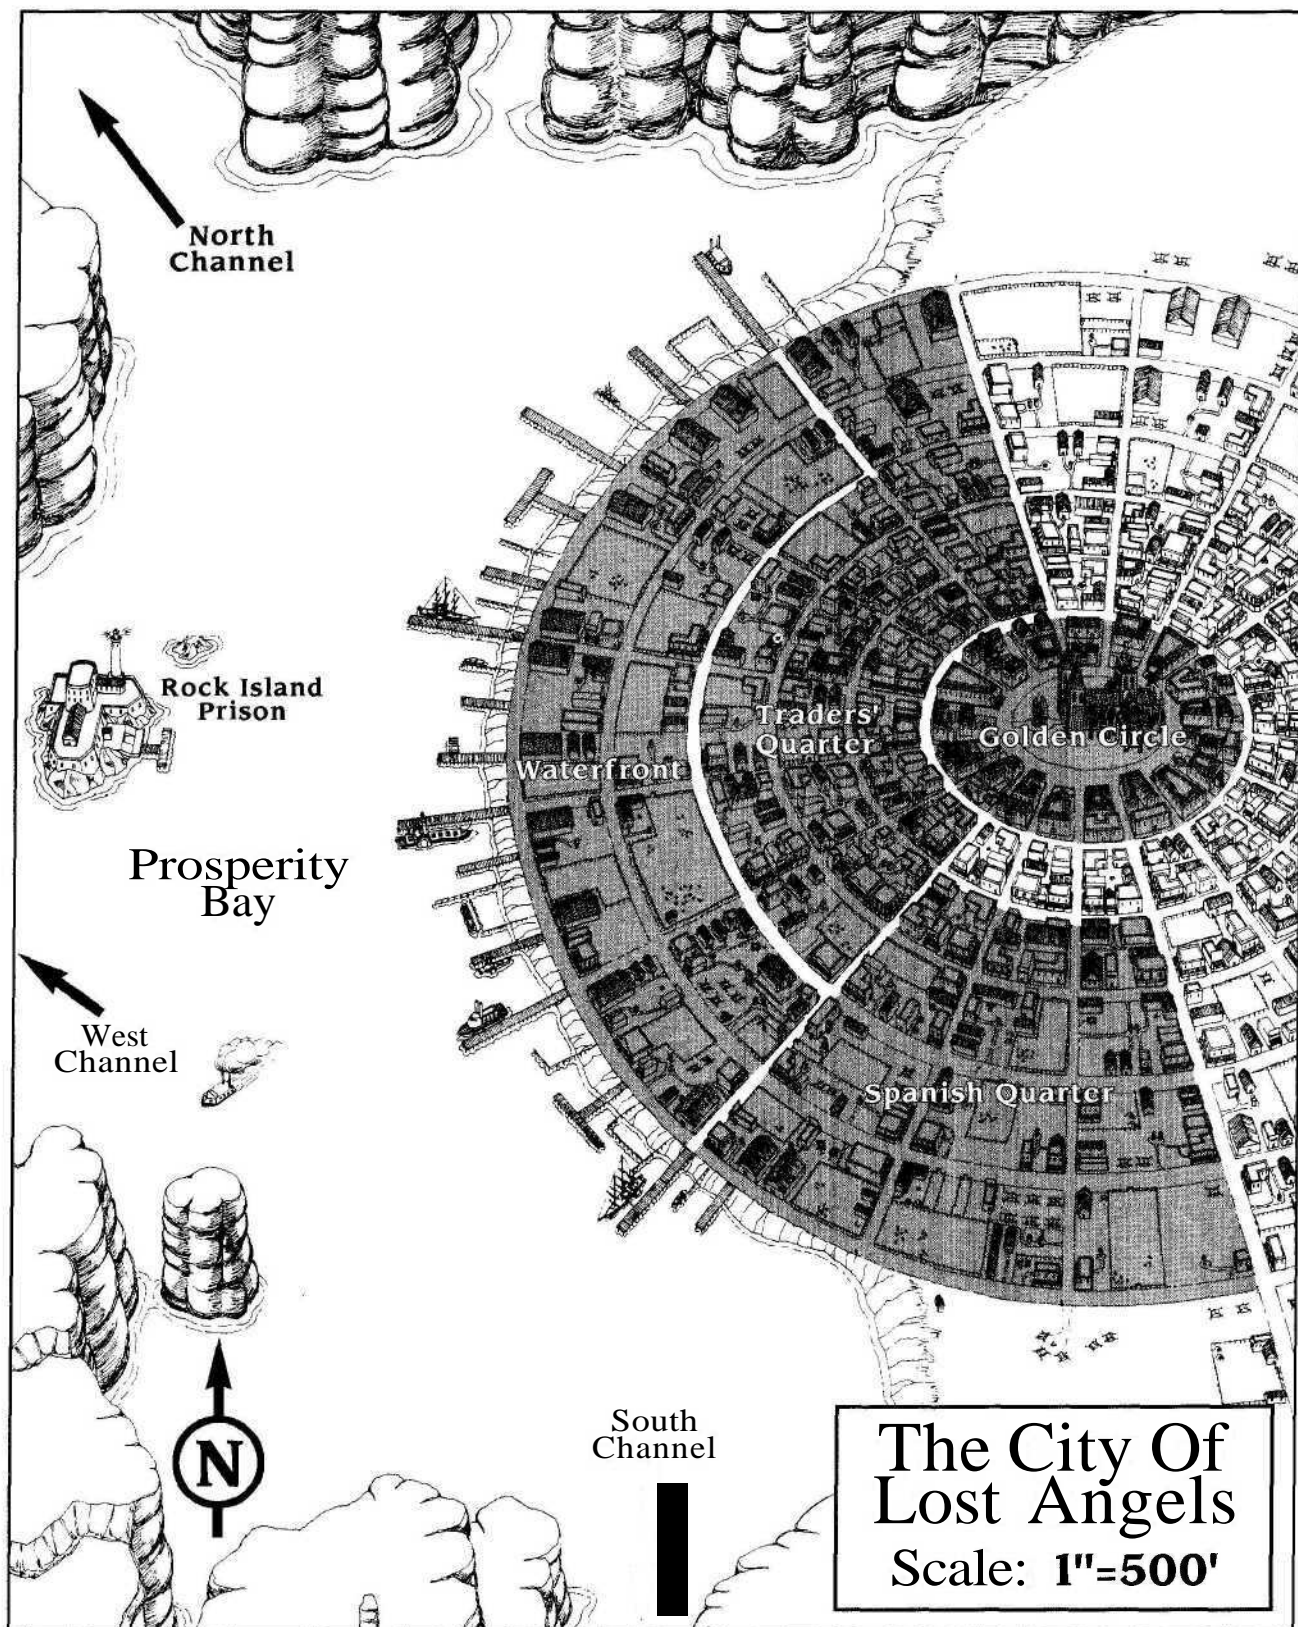 North
Channel
Rock Island
Prison
Traders'
Quarter
Golden Circle
Waterfront
Prosperity
Bay
West
Channel
Spanish Quarter
N
South
Channel
The City Of
Lost Angels
Scale: 1"=500'